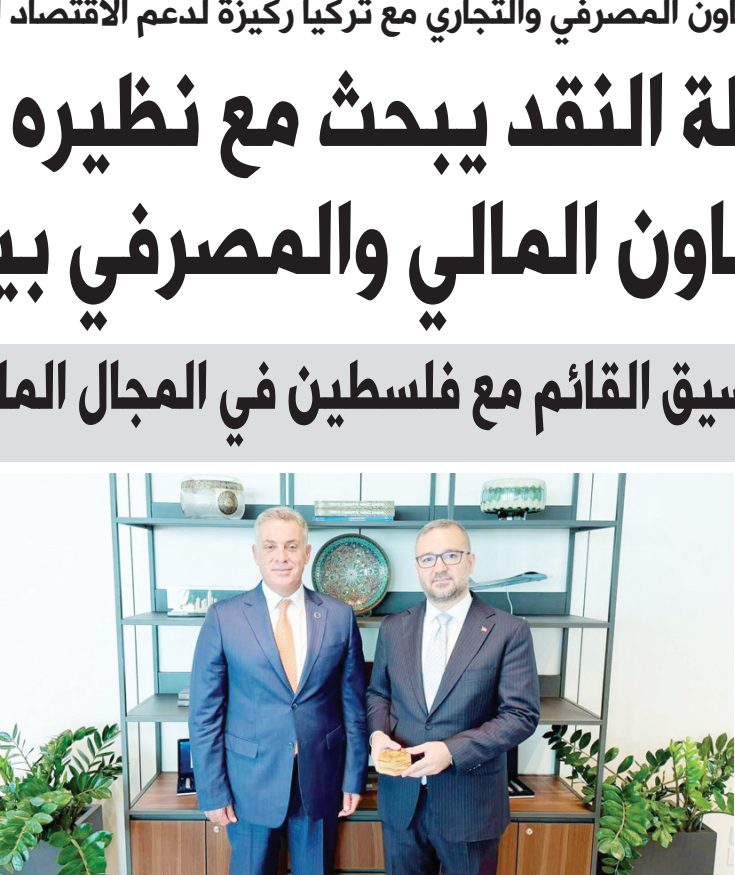 اون المصرفي والتجاري مع تركيا ركيزة لدعم الاقتصاد
لة النقد يبحث مع نظيره
اون المالي والمصرفي بي
سيق القائم مع فلسطين في المجال الما